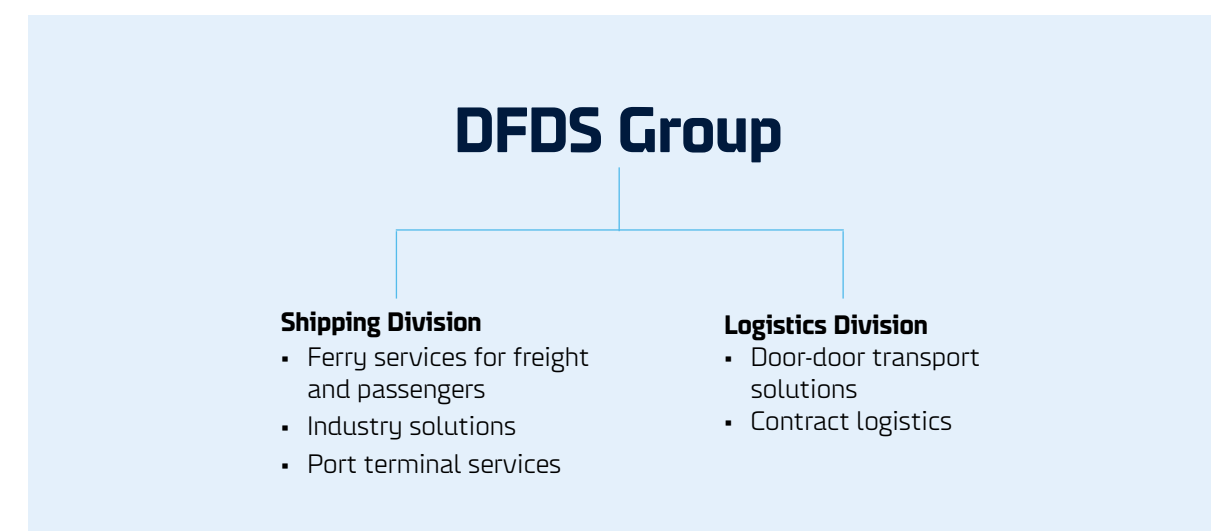 DFDS Group
Shipping Division
▪ Ferry services for freight
and passengers
▪ Industry solutions
▪ Port terminal services
Logistics Division
▪ Door-door transport
solutions
▪ Contract logistics